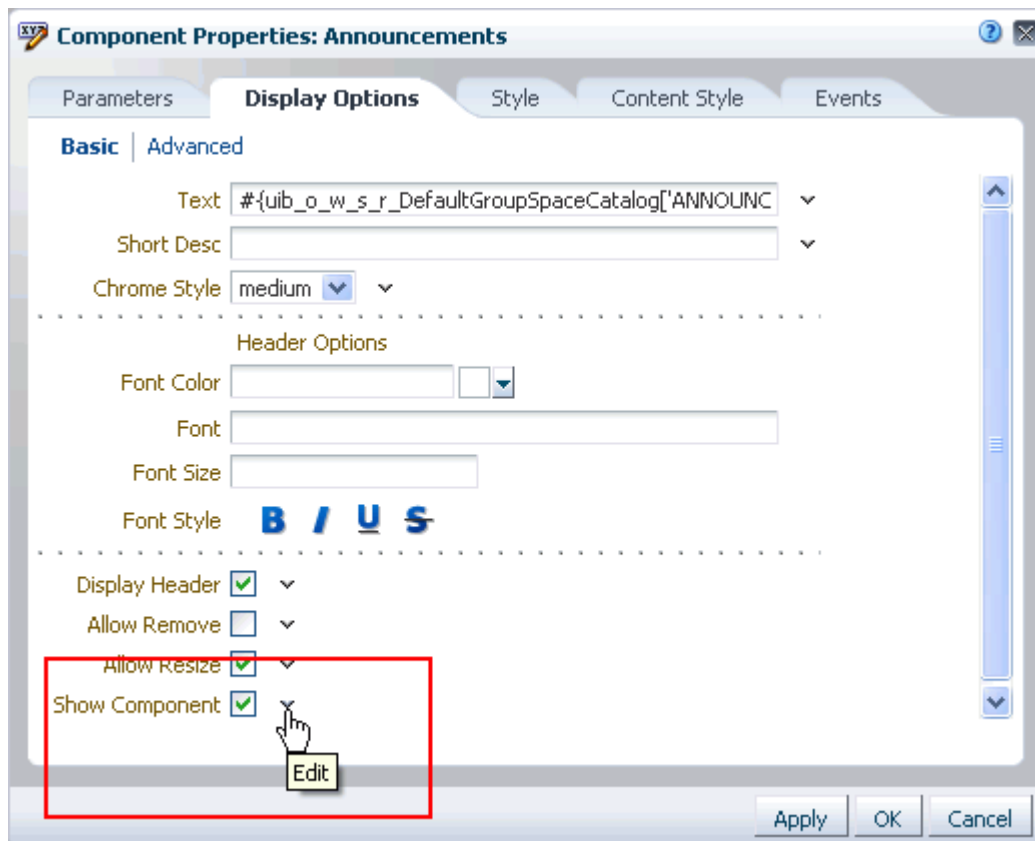 Component Properties: Announcements
Parameters Display Options Style Content Style Events
Basic Advanced
Text #{uib_o_w_s_r_DefaultGroupSpaceCatalog['ANNOUNC
Short Desc
Chrome Style medium
Header Options
Font Color
Font
Font Size
Font Style B I U S
Display Header
Allow Remove
Allow Resize
Show Component
Edit
Apply OK Cancel